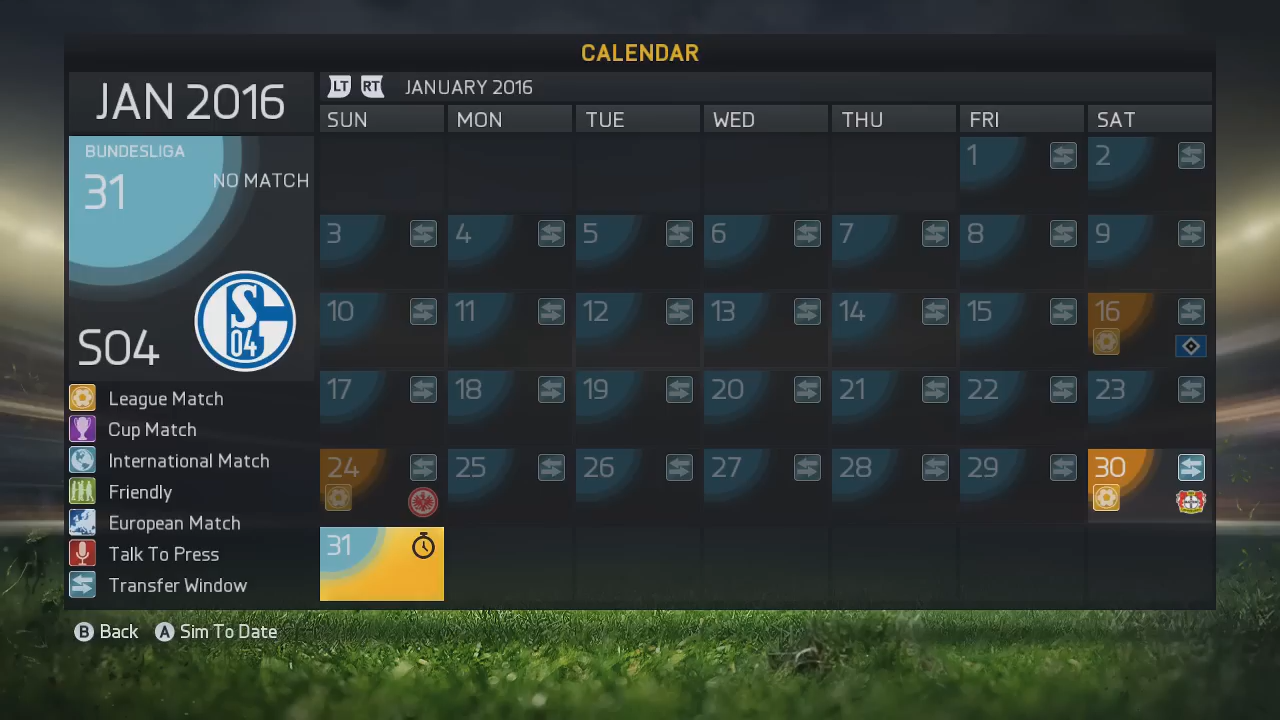 CALENDAR
JAN 2016
LT RT JANUARY 2016
SUN MON TUE WED THU FRI SAT
BUNDESLIGA
31
NO MATCH
S04
S
04
1 2
3 4 5 6 7 8 9
10 11 12 13 14 15 16
17 18 19 20 21 22 23
24 25 26 27 28 29 30
31
League Match
Cup Match
International Match
Friendly
European Match
Talk To Press
Transfer Window
B Back A Sim To Date